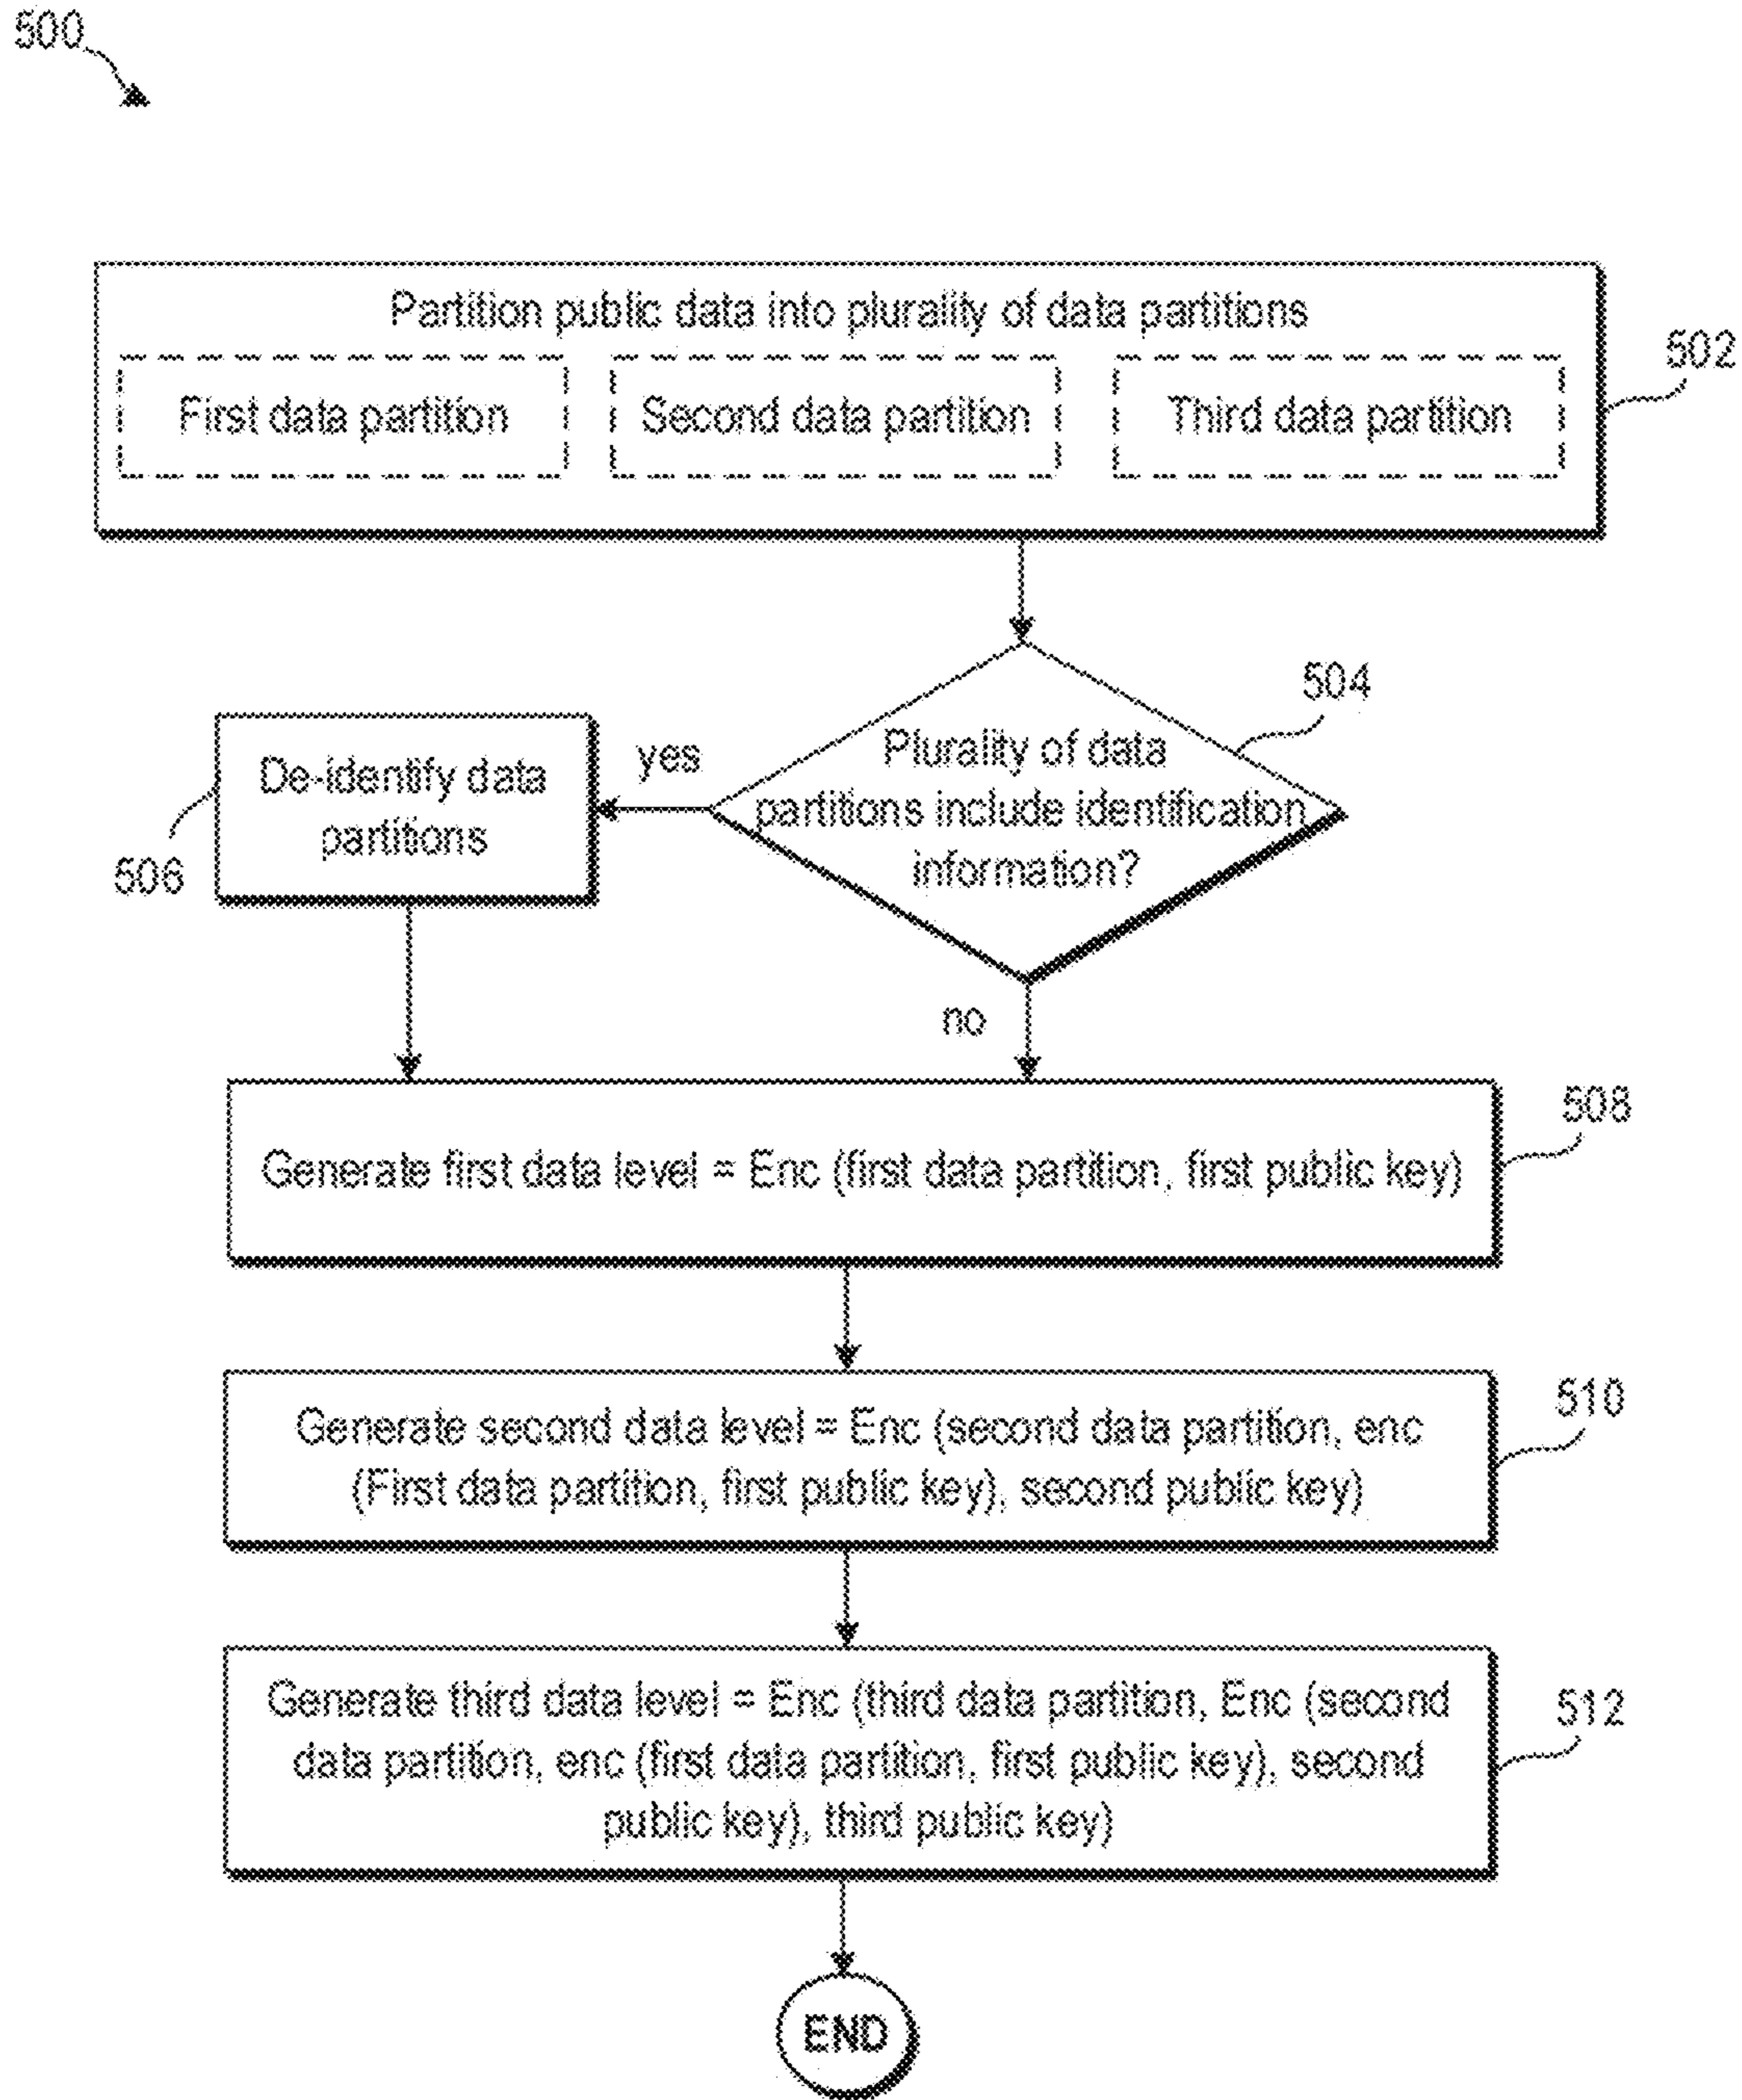 500
Partition public data into plurality of data partitions
First data partition
Second data partition
Third data partition
502
504
Plurality of data
partitions include identification
information?
yes
De-identify data
partitions
506
no
Generate first data level = Enc (first data partition, first public key)
508
Generate second data level = Enc (second data partition, enc
(First data partition, first public key), second public key)
510
Generate third data level = Enc (third data partition, Enc (second
data partition, enc (first data partition, first public key), second
public key), third public key)
512
END